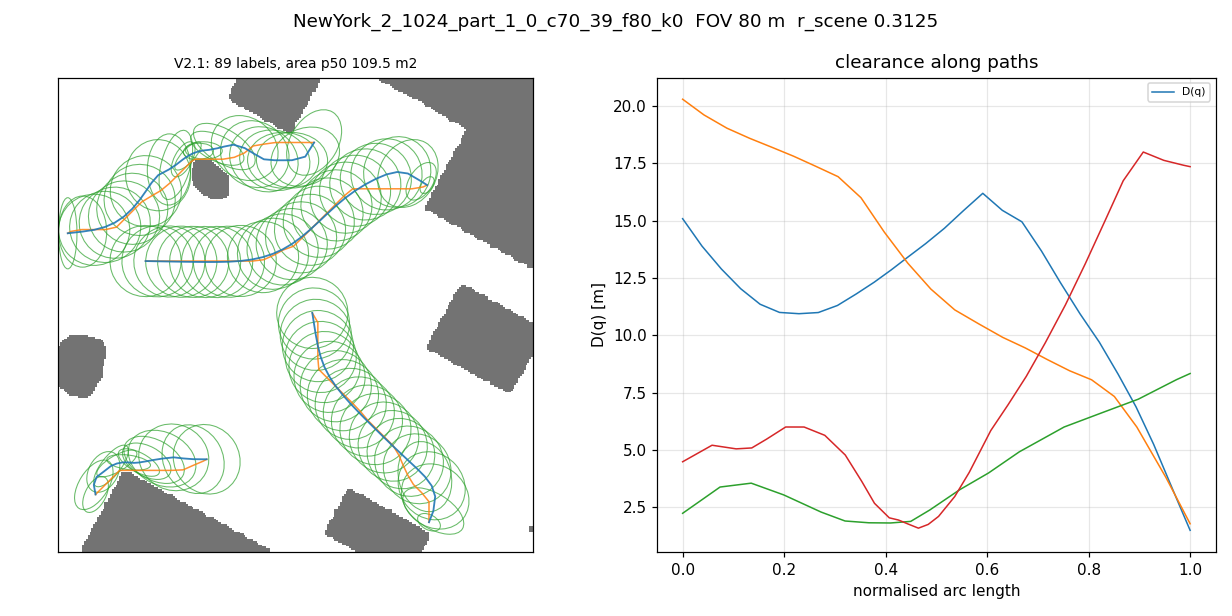 NewYork_2_1024_part_1_0_c70_39_f80_k0 FOV 80 m r_scene 0.3125
V2.1: 89 labels, area p50 109.5 m2
clearance along paths
D(q)
20.0
17.5
15.0
12.5
10.0
7.5
5.0
2.5
D(q) [m]
0.0 0.2 0.4 0.6 0.8 1.0
normalised arc length